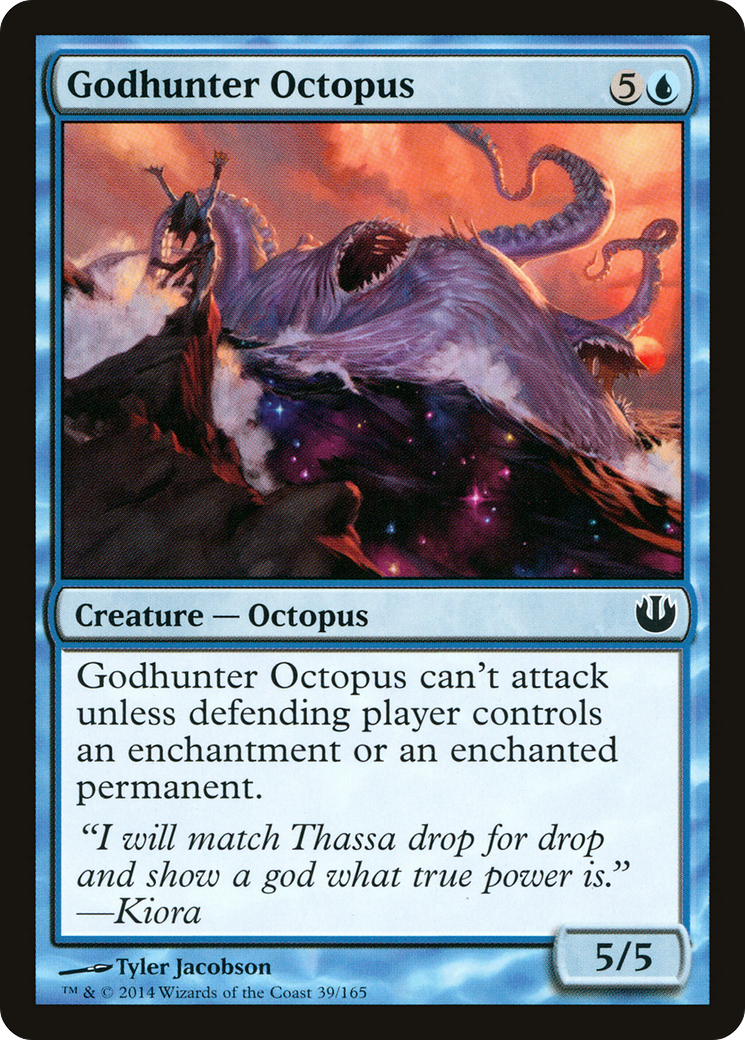 Godhunter Octopus 5
Creature — Octopus
Godhunter Octopus can't attack
unless defending player controls
an enchantment or an enchanted
permanent.
"I will match Thassa drop for drop
and show a god what true power is."
—Kiora
5/5
Tyler Jacobson
™ & © 2014 Wizards of the Coast 39/165